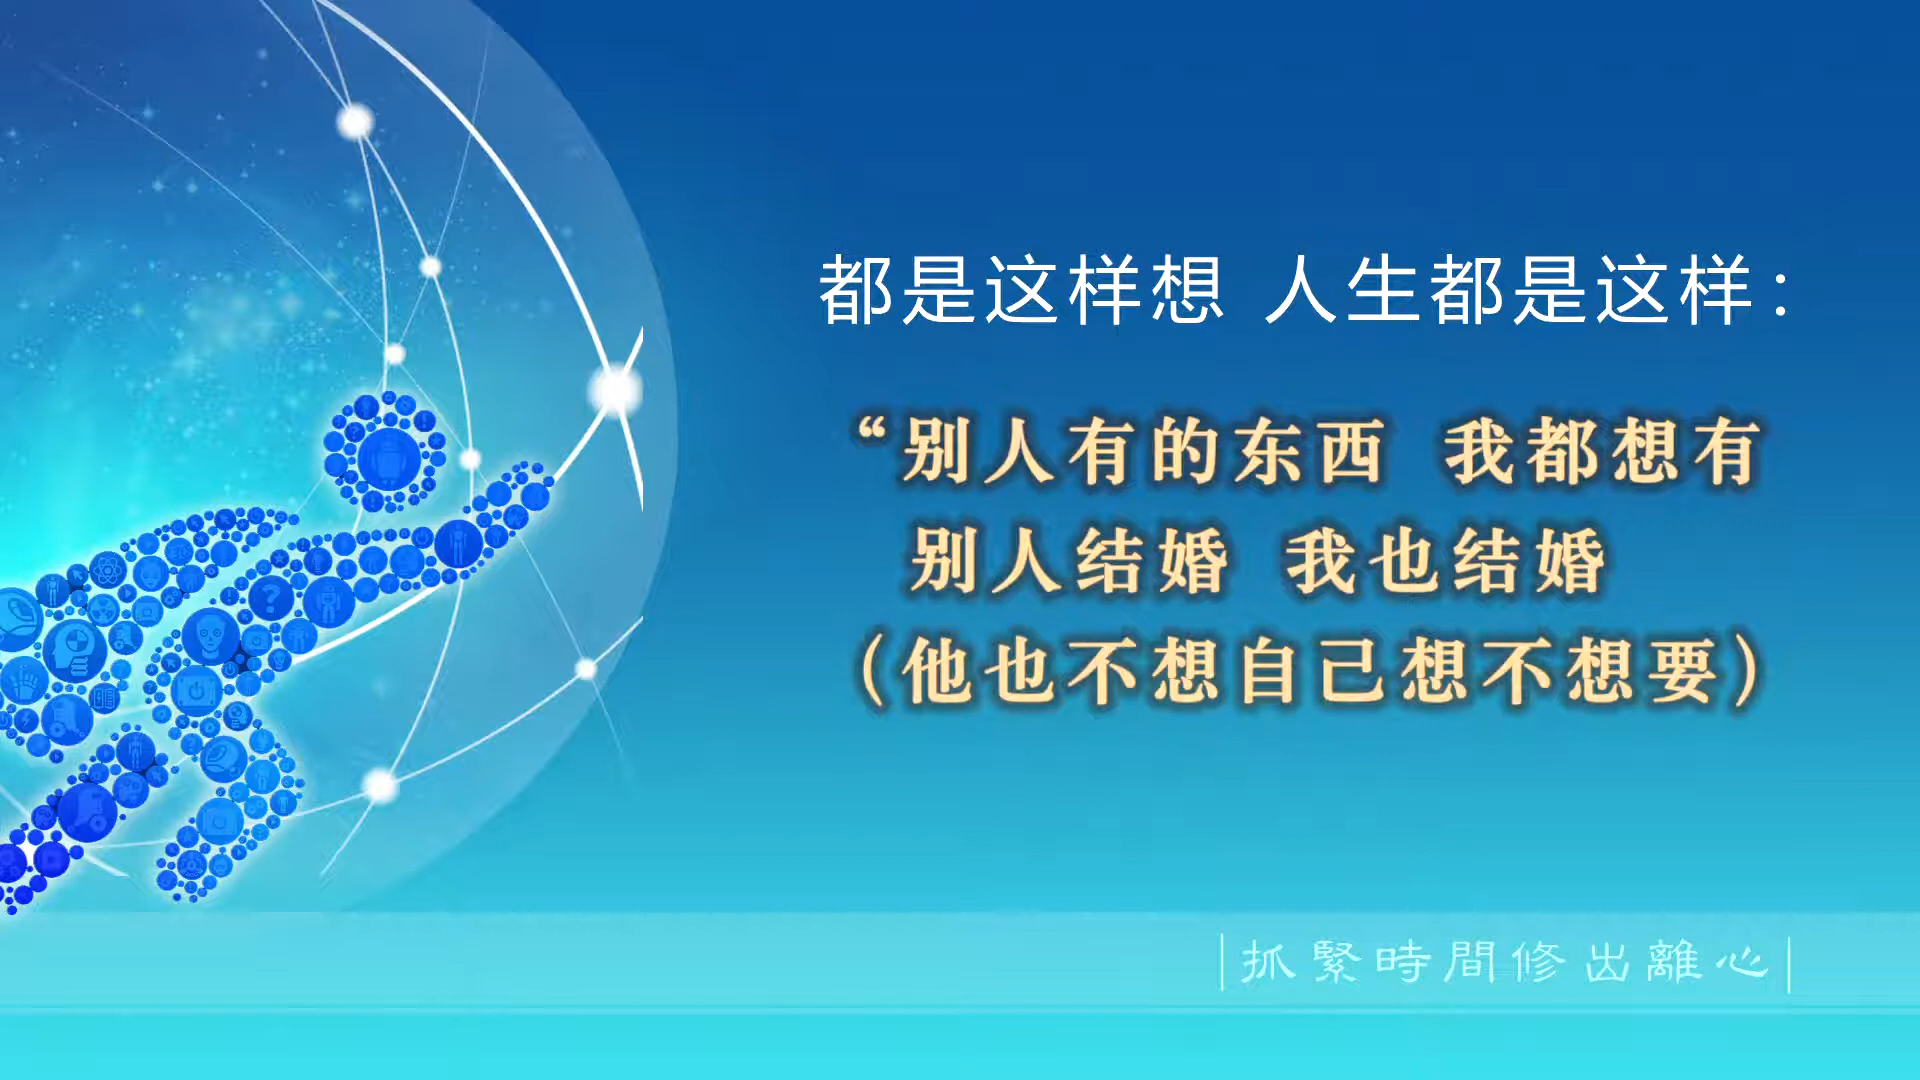 都是这样想 人生都是这样：
“别人有的东西 我都想有
别人结婚 我也结婚
（他也不想自己想不想要）
|抓緊時間修出離心|